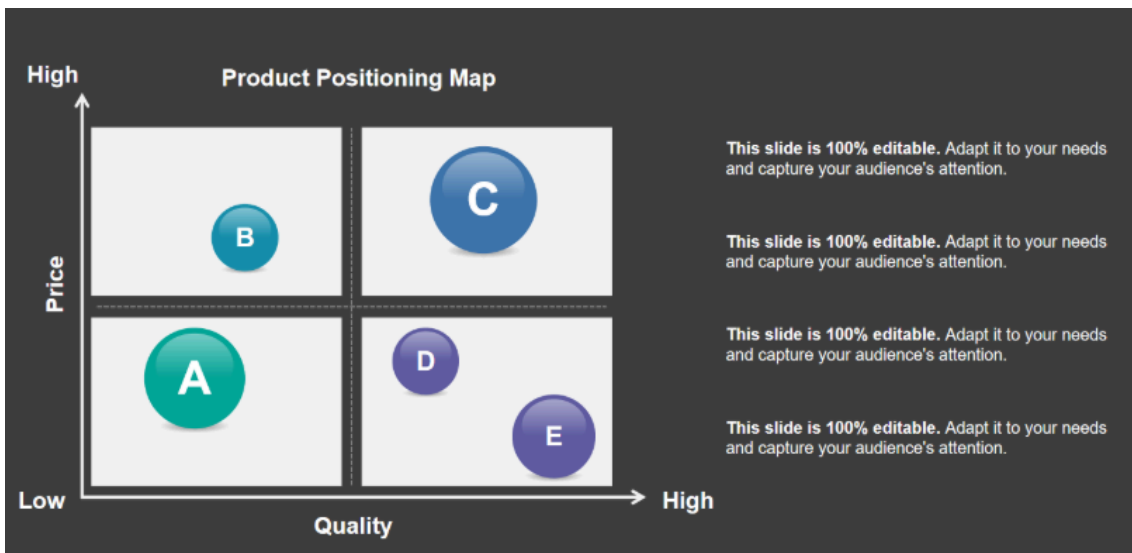 High
Product Positioning Map
B
C
Price
A
D
E
Low
High
Quality
This slide is 100% editable. Adapt it to your needs
and capture your audience's attention.
This slide is 100% editable. Adapt it to your needs
and capture your audience's attention.
This slide is 100% editable. Adapt it to your needs
and capture your audience's attention.
This slide is 100% editable. Adapt it to your needs
and capture your audience's attention.